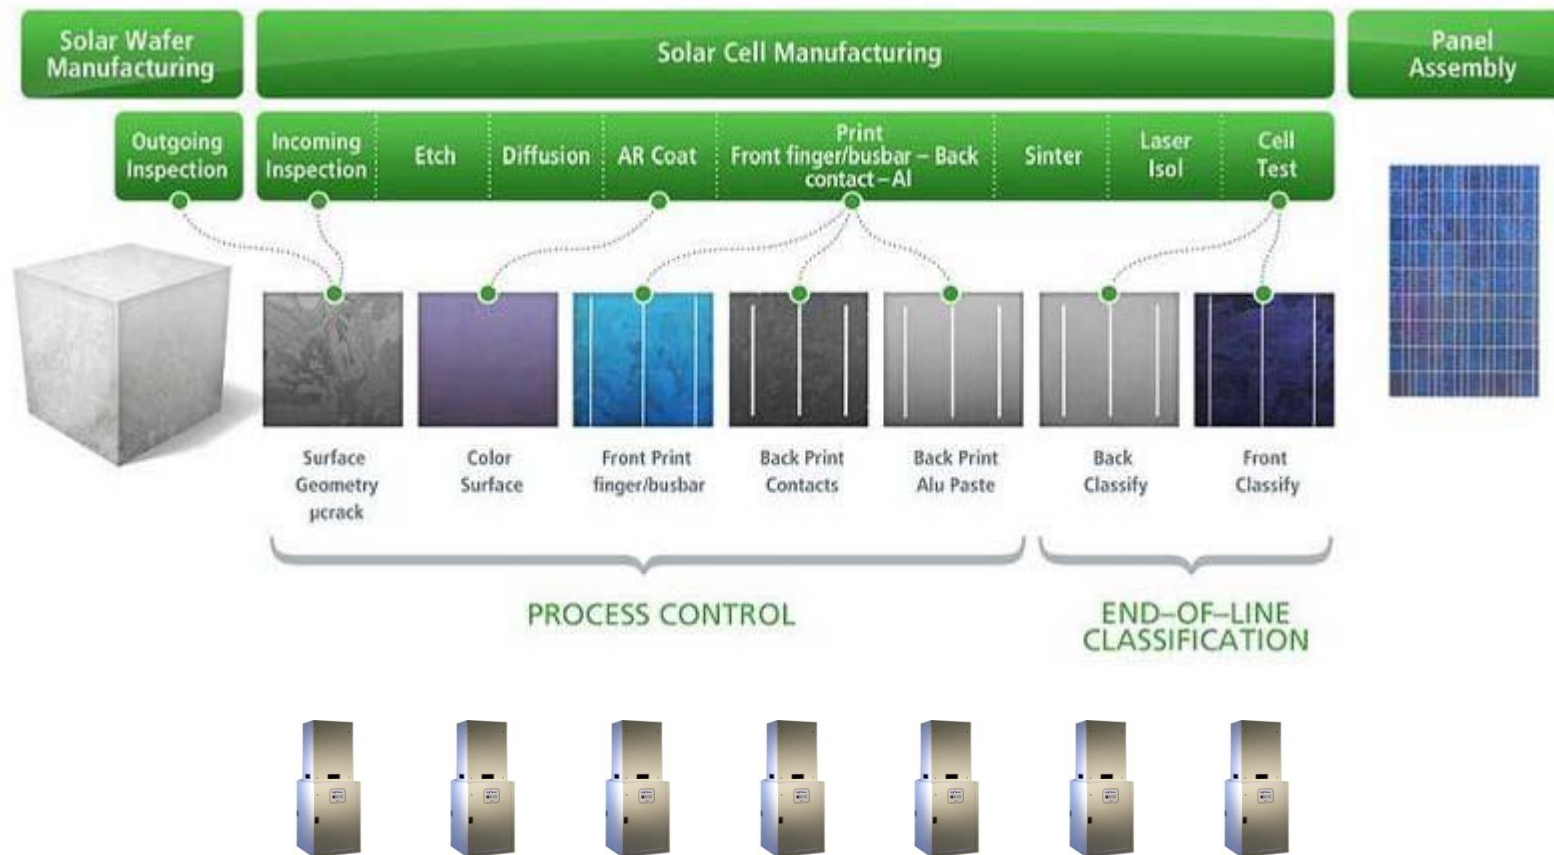 Solar Wafer
Manufacturing
Solar Cell Manufacturing
Panel
Assembly
Outgoing
Inspection
Incoming
Inspection
Etch
Diffusion
AR Coat
Print
Front finger/busbar – Back
contact – Al
Sinter
Laser
Isol
Cell
Test
Surface
Geometry
µcrack
Color
Surface
Front Print
finger/busbar
Back Print
Contacts
Back Print
Alu Paste
Back
Classify
Front
Classify
PROCESS CONTROL
END–OF–LINE
CLASSIFICATION